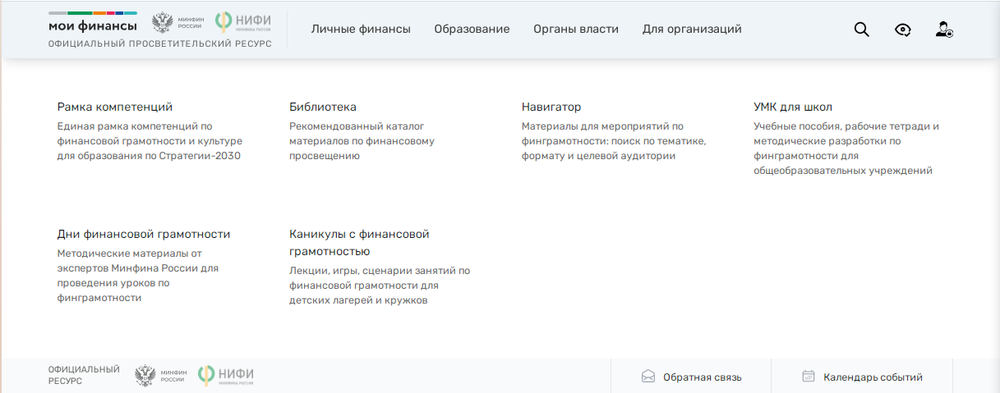 мои финансы
МИНФИН
РОССИИ
НИФИ
МИНФИНА РОССИИ
ОФИЦИАЛЬНЫЙ ПРОСВЕТИТЕЛЬСКИЙ РЕСУРС
Личные финансы
Образование
Органы власти
Для организаций
Рамка компетенций
Единая рамка компетенций по
финансовой грамотности и культуре
для образования по Стратегии-2030
Библиотека
Рекомендованный каталог
материалов по финансовому
просвещению
Навигатор
Материалы для мероприятий по
финграмотности: поиск по тематике,
формату и целевой аудитории
УМК для школ
Учебные пособия, рабочие тетради и
методические разработки по
финграмотности для
общеобразовательных учреждений
Дни финансовой грамотности
Методические материалы от
экспертов Минфина России для
проведения уроков по
финграмотности
Каникулы с финансовой
грамотностью
Лекции, игры, сценарии занятий по
финансовой грамотности для
детских лагерей и кружков
ОФИЦИАЛЬНЫЙ
РЕСУРС
МИНФИН
РОССИИ
НИФИ
МИНФИНА РОССИИ
Обратная связь
Календарь событий